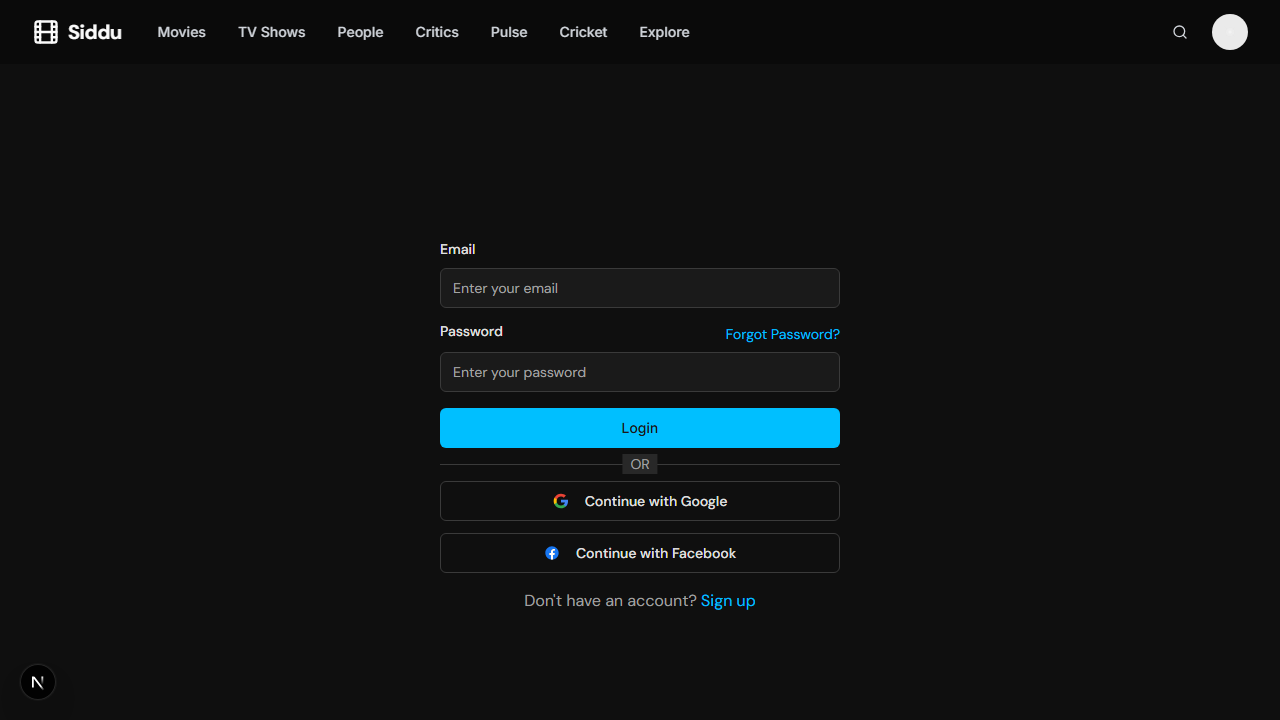 Siddu Movies TV Shows People Critics Pulse Cricket Explore
Email
Enter your email
Password Forgot Password?
Enter your password
Login
OR
Continue with Google
Continue with Facebook
Don't have an account? Sign up
N